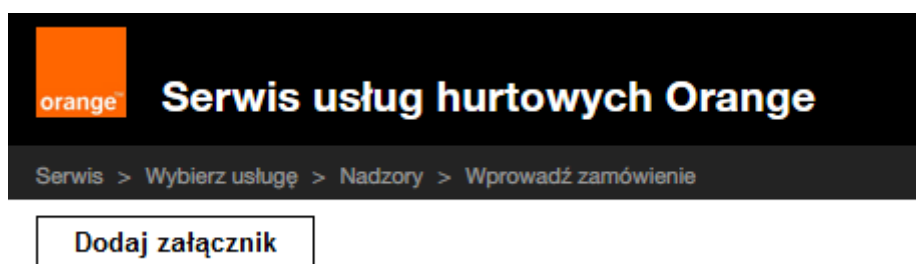 orange™ Serwis usług hurtowych Orange
Serwis > Wybierz usługę > Nadzory > Wprowadź zamówienie
Dodaj załącznik